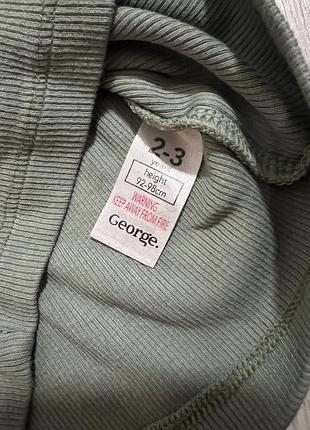 2-3
years
height
92-98cm
WARNING
KEEP AWAY FROM FIRE
George.